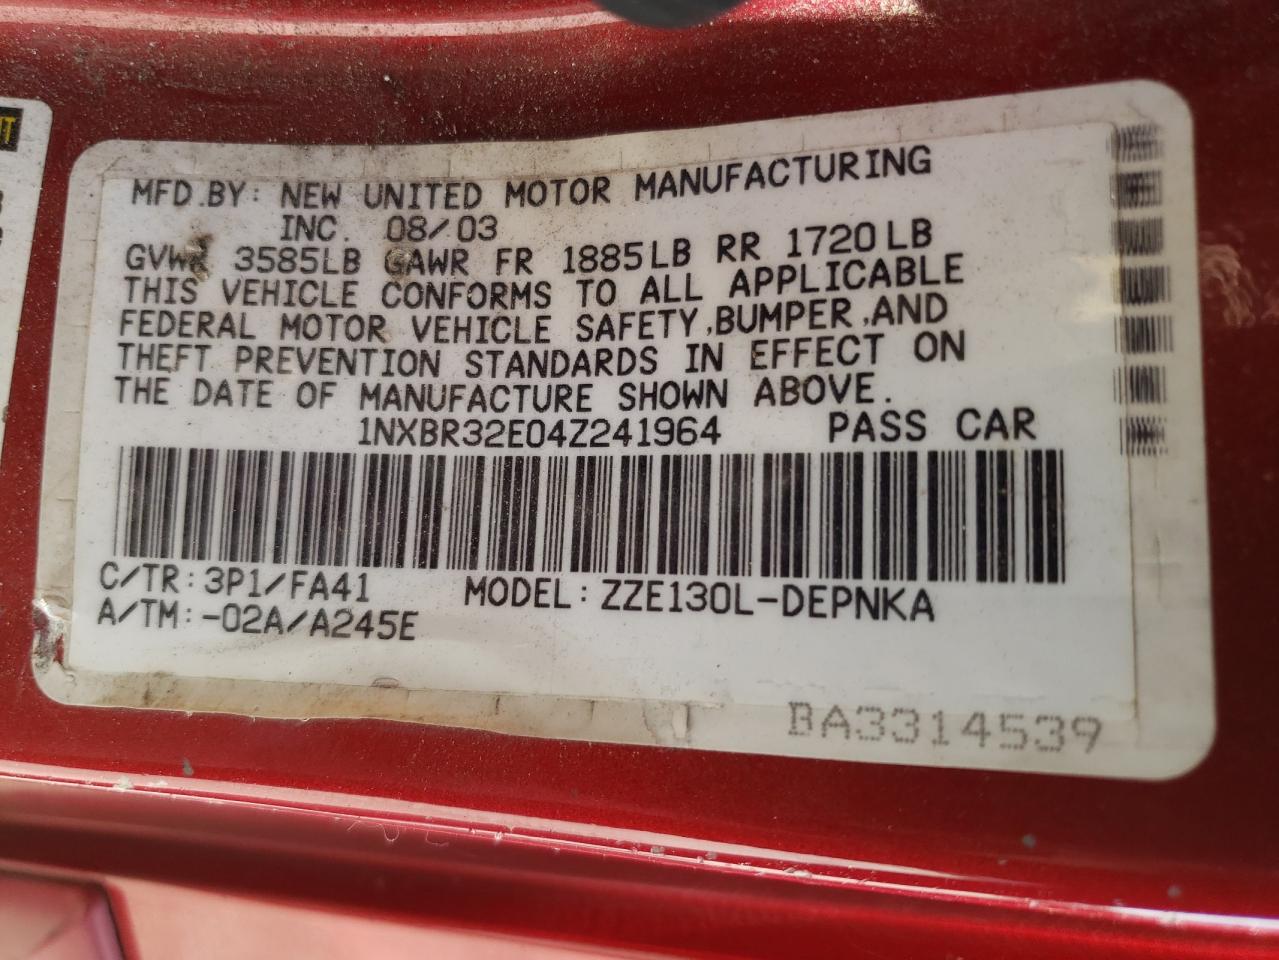 MFD.BY: NEW UNITED MOTOR MANUFACTURING
INC. 08/03
GVWR 3585LB GAWR FR 1885LB RR 1720LB
THIS VEHICLE CONFORMS TO ALL APPLICABLE
FEDERAL MOTOR VEHICLE SAFETY,BUMPER,AND
THEFT PREVENTION STANDARDS IN EFFECT ON
THE DATE OF MANUFACTURE SHOWN ABOVE.
1NXBR32E04Z241964 PASS CAR
C/TR:3P1/FA41 MODEL:ZZE130L-DEPNKA
A/TM:-02A/A245E
BA3314539